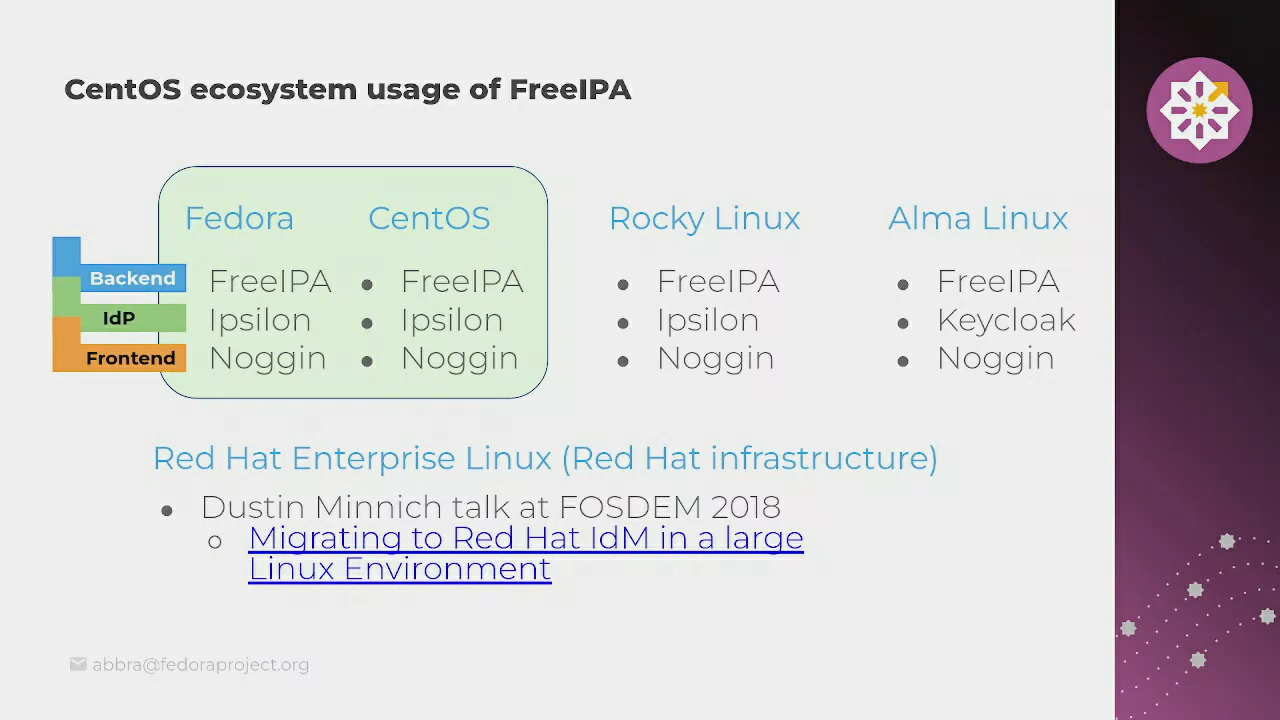 CentOS ecosystem usage of FreeIPA
Fedora CentOS Rocky Linux Alma Linux
Backend FreeIPA ● FreeIPA ● FreeIPA ● FreeIPA
IdP Ipsilon ● Ipsilon ● Ipsilon ● Keycloak
Frontend Noggin ● Noggin ● Noggin ● Noggin
Red Hat Enterprise Linux (Red Hat infrastructure)
● Dustin Minnich talk at FOSDEM 2018
○ Migrating to Red Hat IdM in a large
Linux Environment
abbra@fedoraproject.org